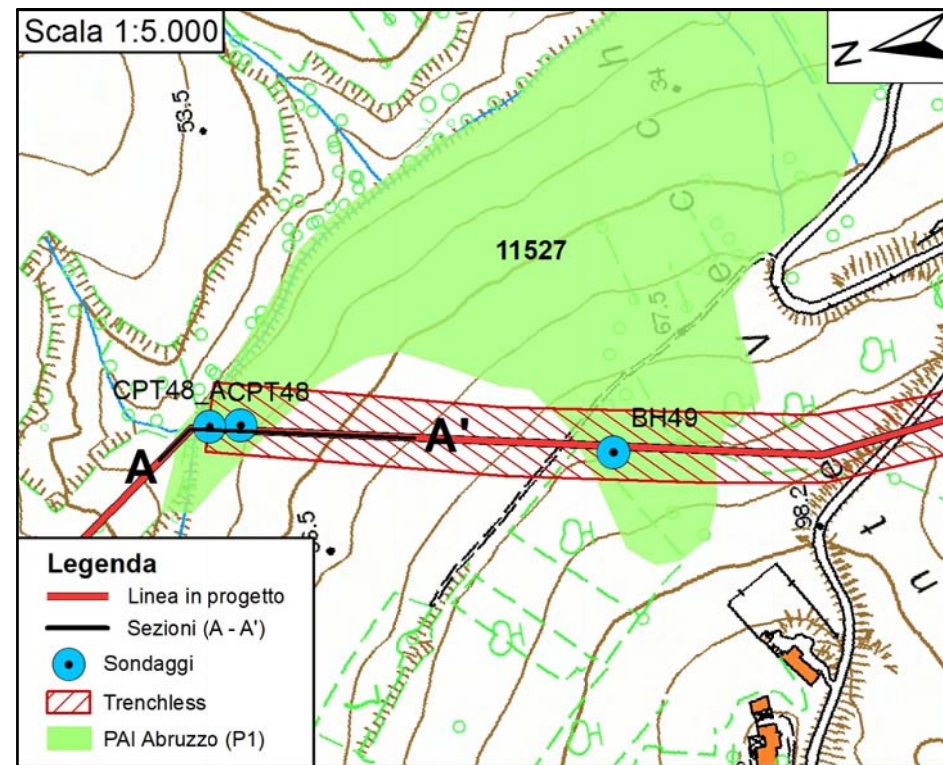 Scala 1:5.000
N
53.5
h
c
34
c
e
V
11527
67.5
CPT48_ACPT48
A
A'
BH49
98.2
e
t
u
n
Legenda
Linea in progetto
Sezioni (A - A')
Sondaggi
Trenchless
PAI Abruzzo (P1)